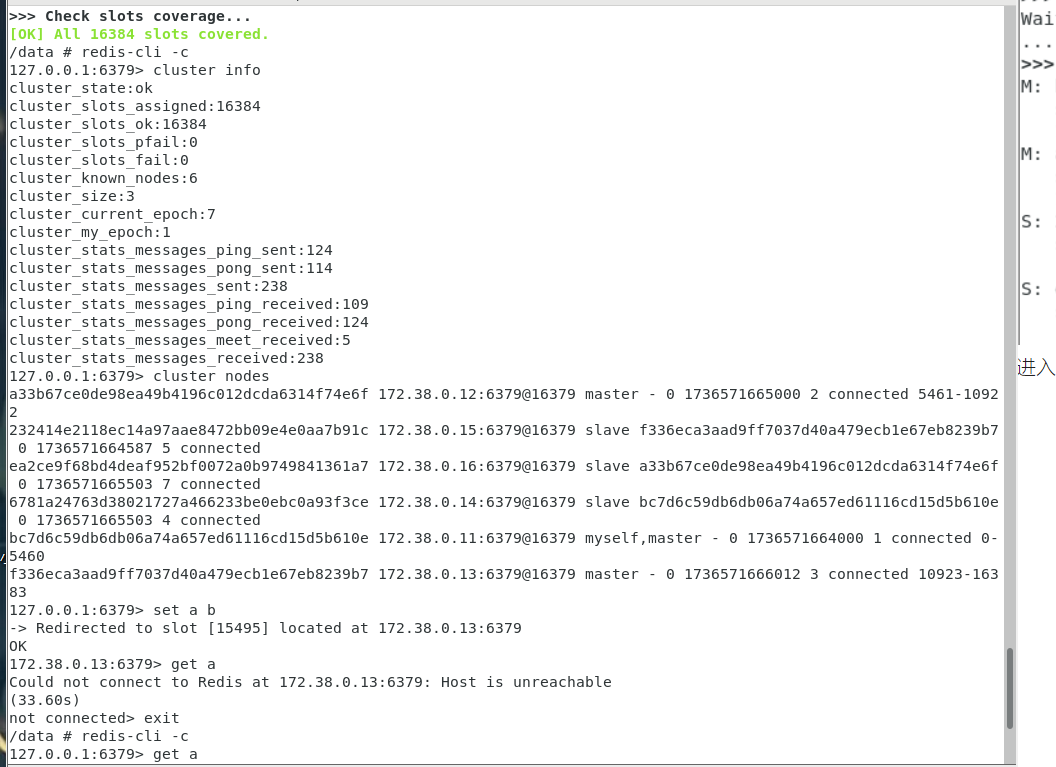 >>> Check slots coverage...
[OK] All 16384 slots covered.
/data # redis-cli -c
127.0.0.1:6379> cluster info
cluster_state:ok
cluster_slots_assigned:16384
cluster_slots_ok:16384
cluster_slots_pfail:0
cluster_slots_fail:0
cluster_known_nodes:6
cluster_size:3
cluster_current_epoch:7
cluster_my_epoch:1
cluster_stats_messages_ping_sent:124
cluster_stats_messages_pong_sent:114
cluster_stats_messages_sent:238
cluster_stats_messages_ping_received:109
cluster_stats_messages_pong_received:124
cluster_stats_messages_meet_received:5
cluster_stats_messages_received:238
127.0.0.1:6379> cluster nodes
a33b67ce0de98ea49b4196c012dcda6314f74e6f 172.38.0.12:6379@16379 master - 0 1736571665000 2 connected 5461-1092
2
232414e2118ec14a97aae8472bb09e4e0aa7b91c 172.38.0.15:6379@16379 slave f336eca3aad9ff7037d40a479ecb1e67eb8239b7
0 1736571664587 5 connected
ea2ce9f68bd4deaf952bf0072a0b9749841361a7 172.38.0.16:6379@16379 slave a33b67ce0de98ea49b4196c012dcda6314f74e6f
0 1736571665503 7 connected
6781a24763d38021727a466233be0ebc0a93f3ce 172.38.0.14:6379@16379 slave bc7d6c59db6db06a74a657ed61116cd15d5b610e
0 1736571665503 4 connected
bc7d6c59db6db06a74a657ed61116cd15d5b610e 172.38.0.11:6379@16379 myself,master - 0 1736571664000 1 connected 0-
5460
f336eca3aad9ff7037d40a479ecb1e67eb8239b7 172.38.0.13:6379@16379 master - 0 1736571666012 3 connected 10923-163
83
127.0.0.1:6379> set a b
-> Redirected to slot [15495] located at 172.38.0.13:6379
OK
172.38.0.13:6379> get a
Could not connect to Redis at 172.38.0.13:6379: Host is unreachable
(33.60s)
not connected> exit
/data # redis-cli -c
127.0.0.1:6379> get a
Wai
...
>>>
M:
M:
S:
S:
进入